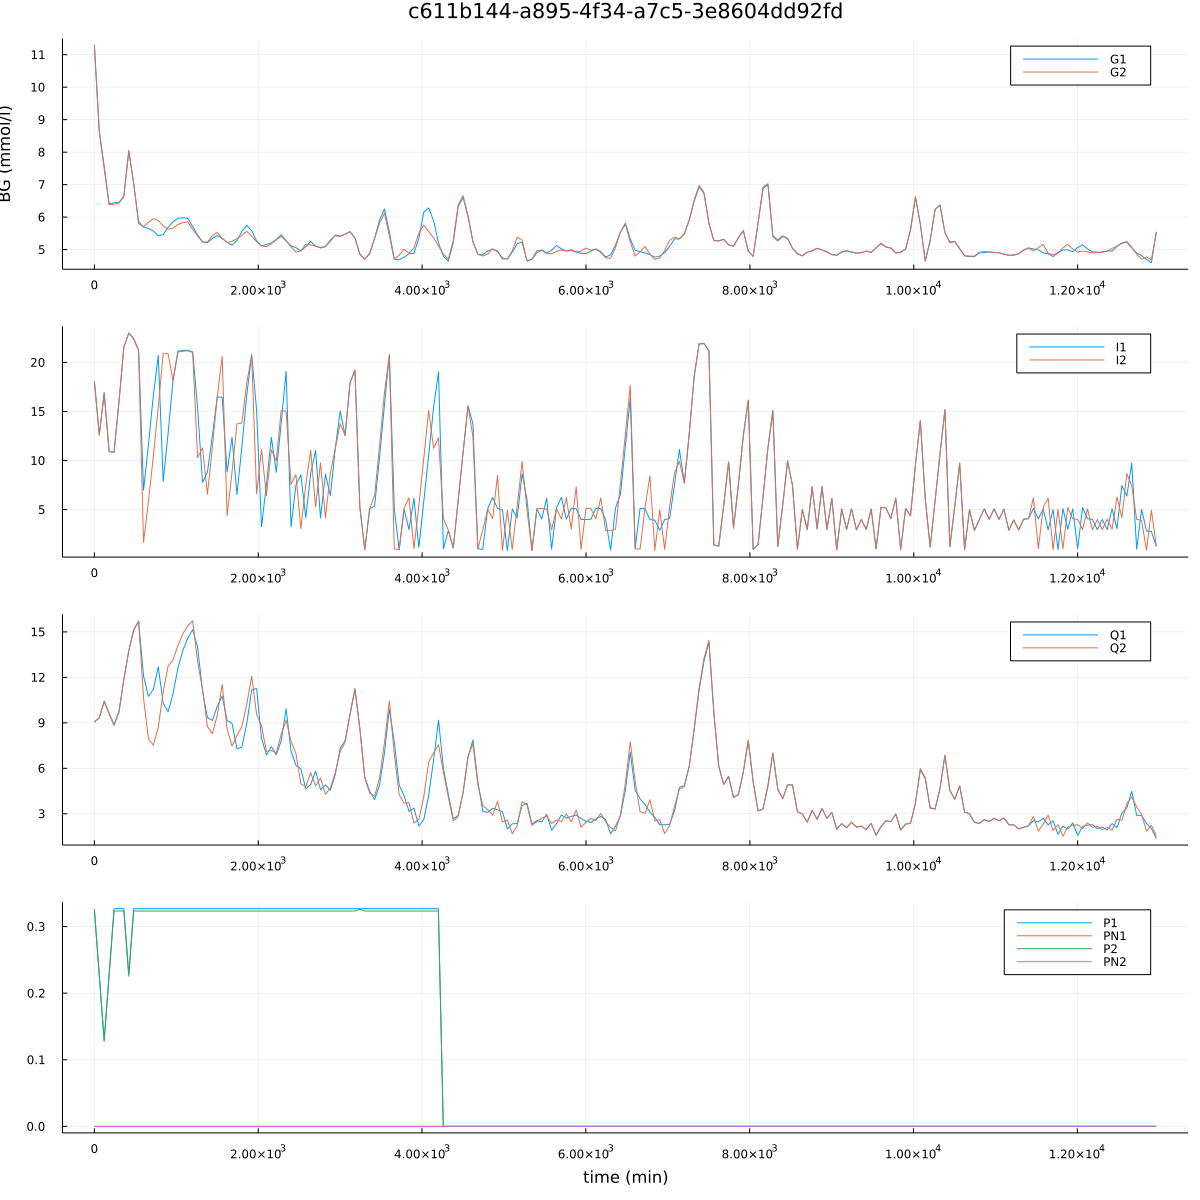 c611b144-a895-4f34-a7c5-3e8604dd92fd
BG (mmol/l)
11
10
9
8
7
6
5
G1
G2
0 2.00×10³ 4.00×10³ 6.00×10³ 8.00×10³ 1.00×10⁴ 1.20×10⁴
20
15
10
5
I1
I2
0 2.00×10³ 4.00×10³ 6.00×10³ 8.00×10³ 1.00×10⁴ 1.20×10⁴
15
12
9
6
3
Q1
Q2
0 2.00×10³ 4.00×10³ 6.00×10³ 8.00×10³ 1.00×10⁴ 1.20×10⁴
0.3
0.2
0.1
0.0
P1
PN1
P2
PN2
0 2.00×10³ 4.00×10³ 6.00×10³ 8.00×10³ 1.00×10⁴ 1.20×10⁴
time (min)